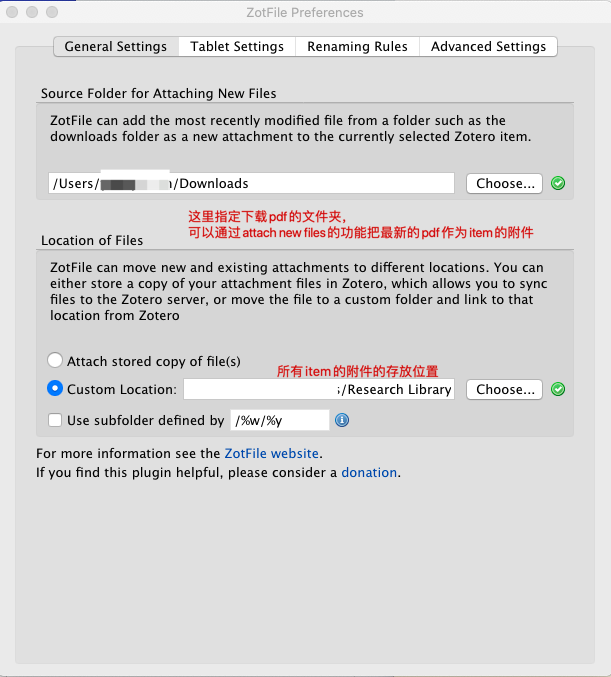 ZotFile Preferences
General Settings Tablet Settings Renaming Rules Advanced Settings
Source Folder for Attaching New Files
ZotFile can add the most recently modified file from a folder such as the
downloads folder as a new attachment to the currently selected Zotero item.
/Users/ /Downloads Choose...
这里指定下载pdf的文件夹,
可以通过attach new files的功能把最新的pdf作为item的附件
Location of Files
ZotFile can move new and existing attachments to different locations. You can
either store a copy of your attachment files in Zotero, which allows you to sync
files to the Zotero server, or move the file to a custom folder and link to that
location from Zotero
Attach stored copy of file(s)
所有item的附件的存放位置
Custom Location: /Research Library Choose...
Use subfolder defined by /%w/%y
For more information see the ZotFile website.
If you find this plugin helpful, please consider a donation.